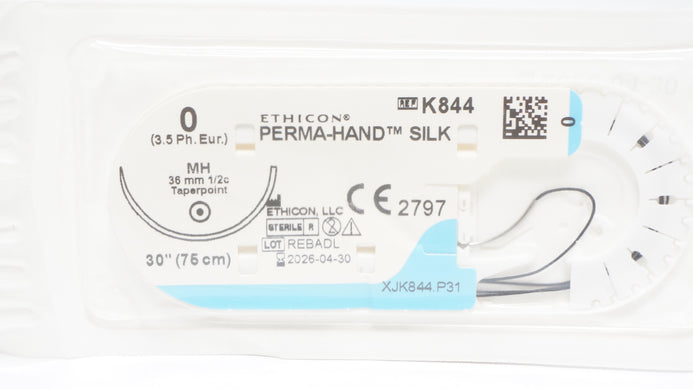 0
(3.5 Ph. Eur.)
MH
36 mm 1/2c
Taperpoint
30" (75 cm)
ETHICON®
PERMA-HAND™ SILK
REF K844
0
ETHICON, LLC
CE 2797
STERILE R
LOT REBADL
2026-04-30
XJK844.P31